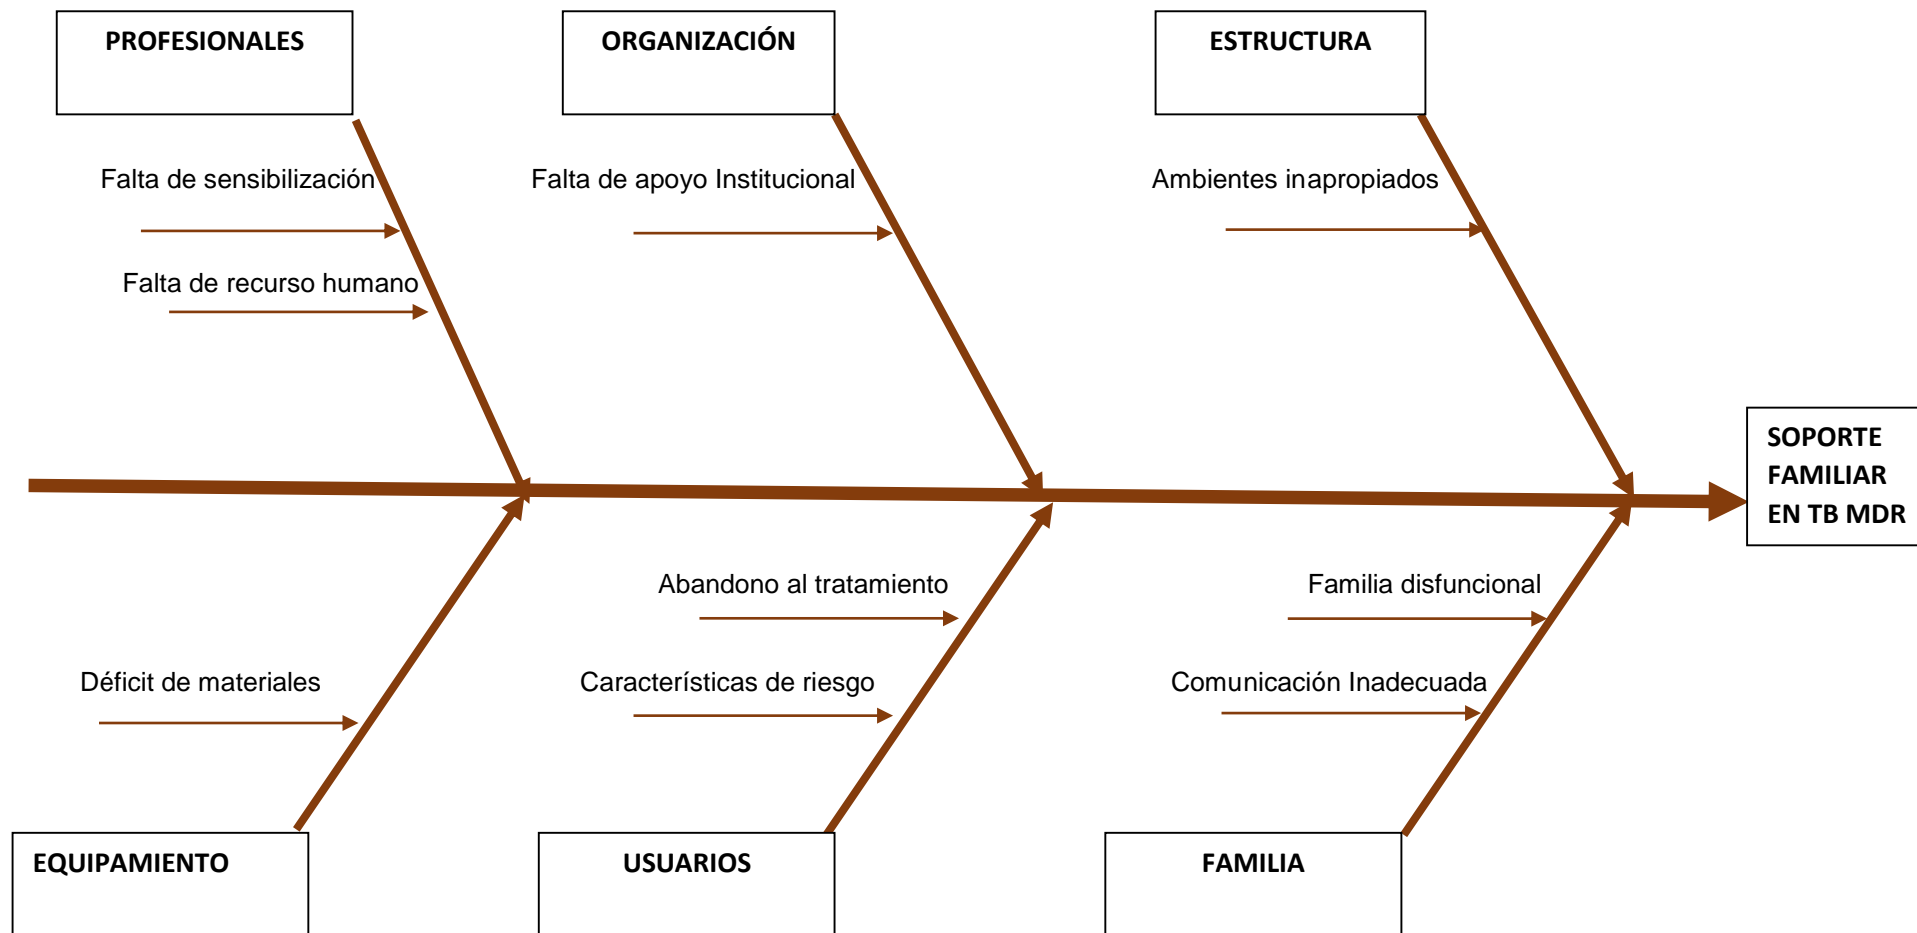 PROFESIONALES
ORGANIZACIÓN
ESTRUCTURA
Falta de sensibilización
Falta de apoyo Institucional
Ambientes inapropiados
Falta de recurso humano
SOPORTE
FAMILIAR
EN TB MDR
Abandono al tratamiento
Familia disfuncional
Déficit de materiales
Características de riesgo
Comunicación Inadecuada
EQUIPAMIENTO
USUARIOS
FAMILIA